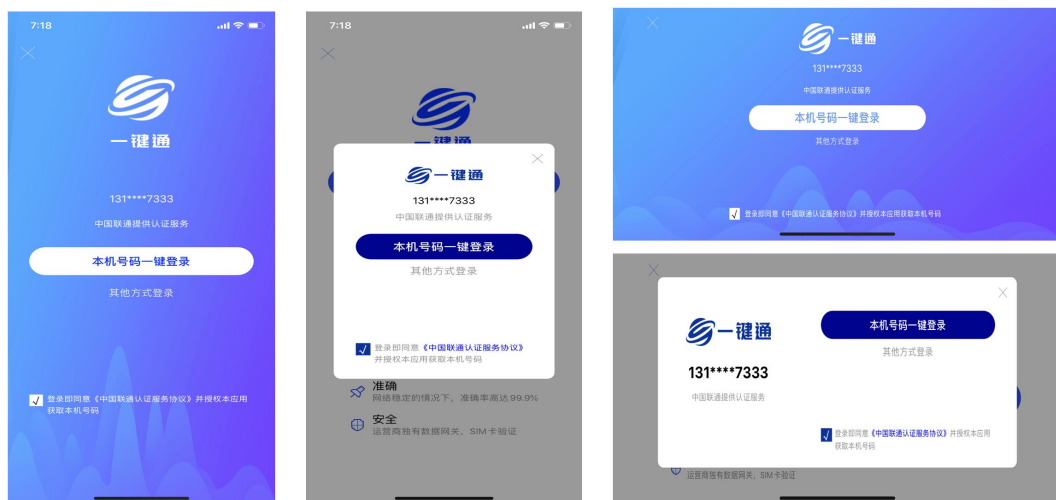 7:18
一键通
131****7333
中国联通提供认证服务
本机号码一键登录
其他方式登录
登录即同意《中国联通认证服务协议》并授权本应用
获取本机号码
7:18
一键通
一键通
131****7333
中国联通提供认证服务
本机号码一键登录
其他方式登录
登录即同意《中国联通认证服务协议》
并授权本应用获取本机号码
准确
网络稳定的情况下，准确率高达99.9%
安全
运营商独有数据网关，SIM卡验证
一键通
131****7333
中国联通提供认证服务
本机号码一键登录
其他方式登录
登录即同意《中国联通认证服务协议》并授权本应用获取本机号码
一键通
131****7333
中国联通提供认证服务
本机号码一键登录
其他方式登录
登录即同意《中国联通认证服务协议》并授权本应用
获取本机号码
运营商独有数据网关，SIM卡验证